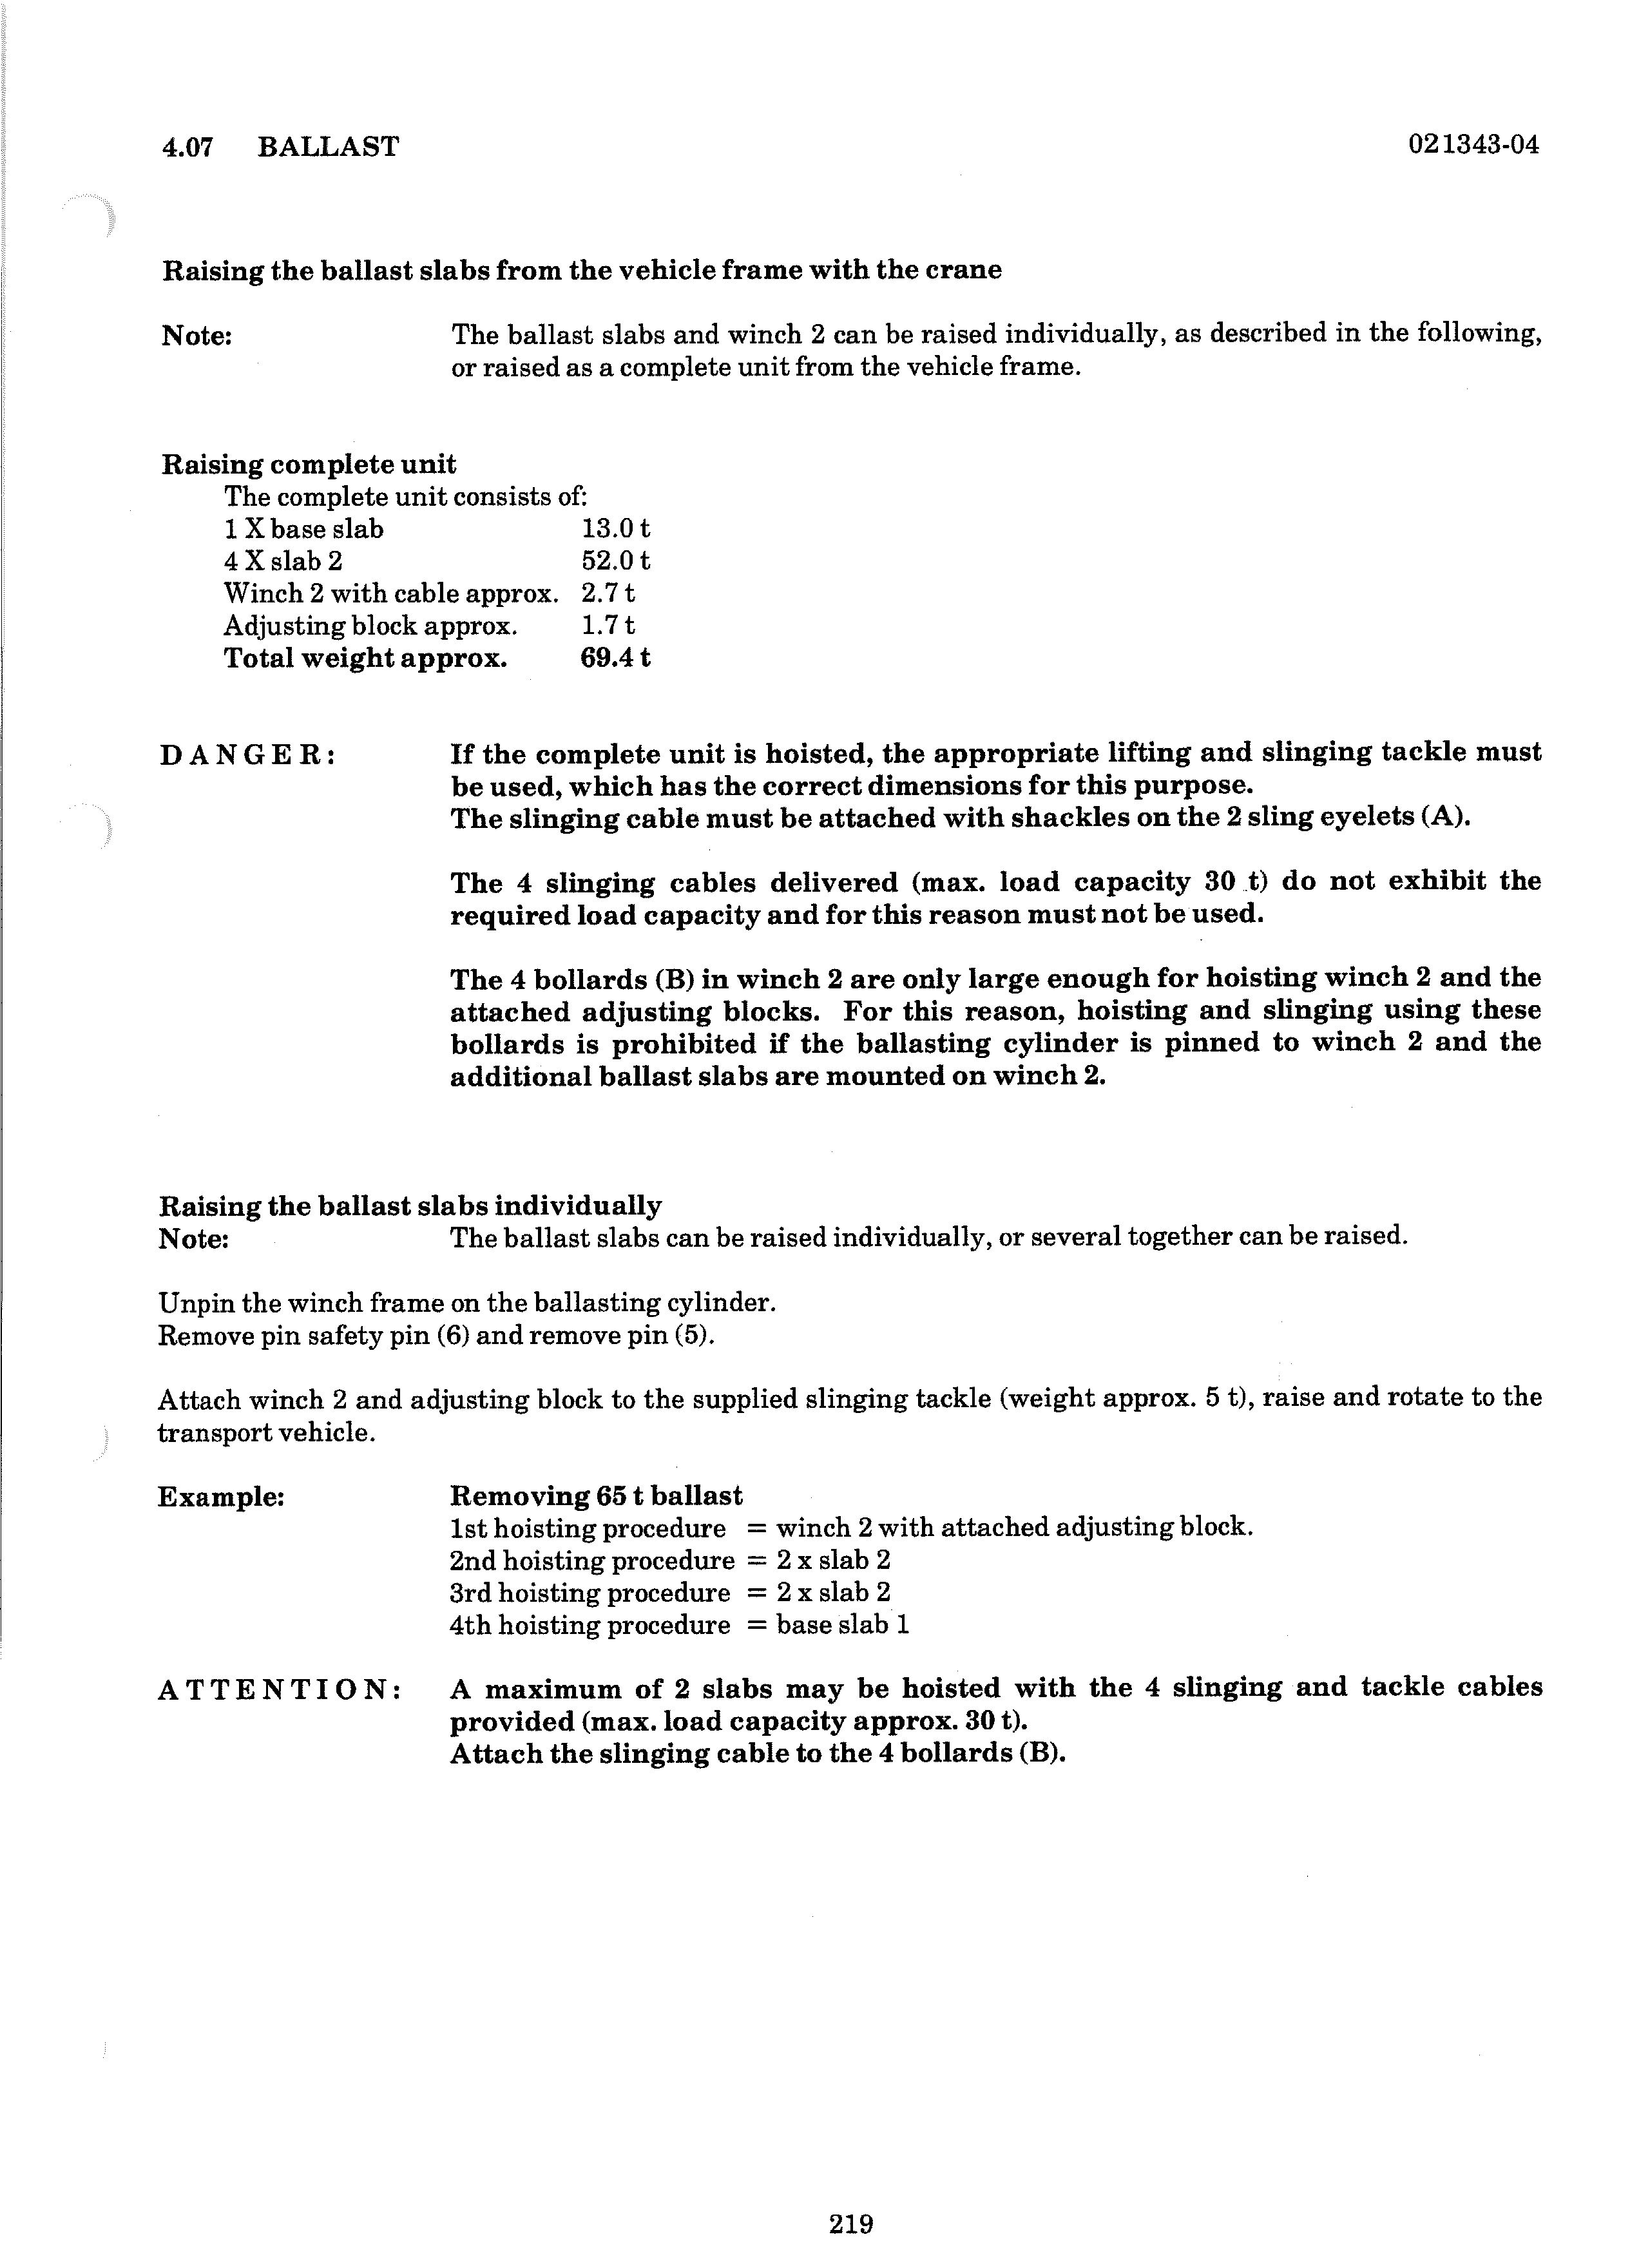 4.07 BALLAST 021343-04
Raising the ballast slabs from the vehicle frame with the crane
Note: The ballast slabs and winch 2 can be raised individually, as described in the following,
or raised as a complete unit from the vehicle frame.
Raising complete unit
The complete unit consists of:
1 X base slab 13.0 t
4 X slab 2 52.0 t
Winch 2 with cable approx. 2.7 t
Adjusting block approx. 1.7 t
Total weight approx. 69.4 t
DANGER: If the complete unit is hoisted, the appropriate lifting and slinging tackle must
be used, which has the correct dimensions for this purpose.
The slinging cable must be attached with shackles on the 2 sling eyelets (A).
The 4 slinging cables delivered (max. load capacity 30 t) do not exhibit the
required load capacity and for this reason must not be used.
The 4 bollards (B) in winch 2 are only large enough for hoisting winch 2 and the
attached adjusting blocks. For this reason, hoisting and slinging using these
bollards is prohibited if the ballasting cylinder is pinned to winch 2 and the
additional ballast slabs are mounted on winch 2.
Raising the ballast slabs individually
Note: The ballast slabs can be raised individually, or several together can be raised.
Unpin the winch frame on the ballasting cylinder.
Remove pin safety pin (6) and remove pin (5).
Attach winch 2 and adjusting block to the supplied slinging tackle (weight approx. 5 t), raise and rotate to the
transport vehicle.
Example: Removing 65 t ballast
1st hoisting procedure = winch 2 with attached adjusting block.
2nd hoisting procedure = 2 x slab 2
3rd hoisting procedure = 2 x slab 2
4th hoisting procedure = base slab 1
ATTENTION: A maximum of 2 slabs may be hoisted with the 4 slinging and tackle cables
provided (max. load capacity approx. 30 t).
Attach the slinging cable to the 4 bollards (B).
219